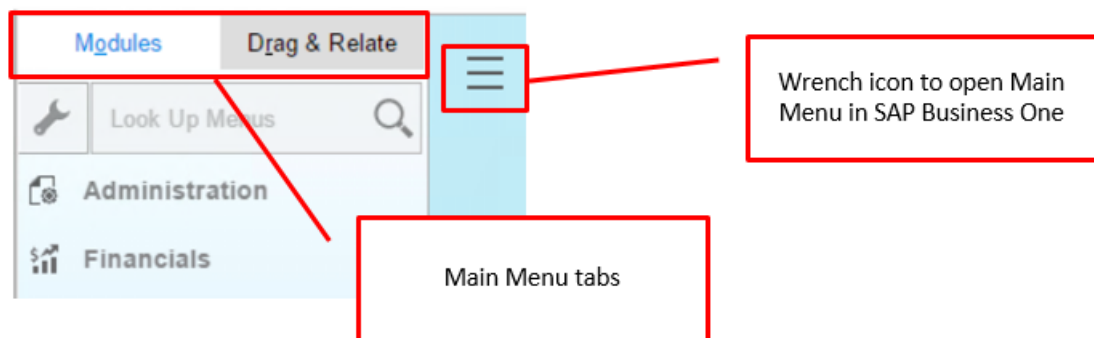 Modules Drag & Relate
Look Up Menus
Administration
Financials
Wrench icon to open Main
Menu in SAP Business One
Main Menu tabs